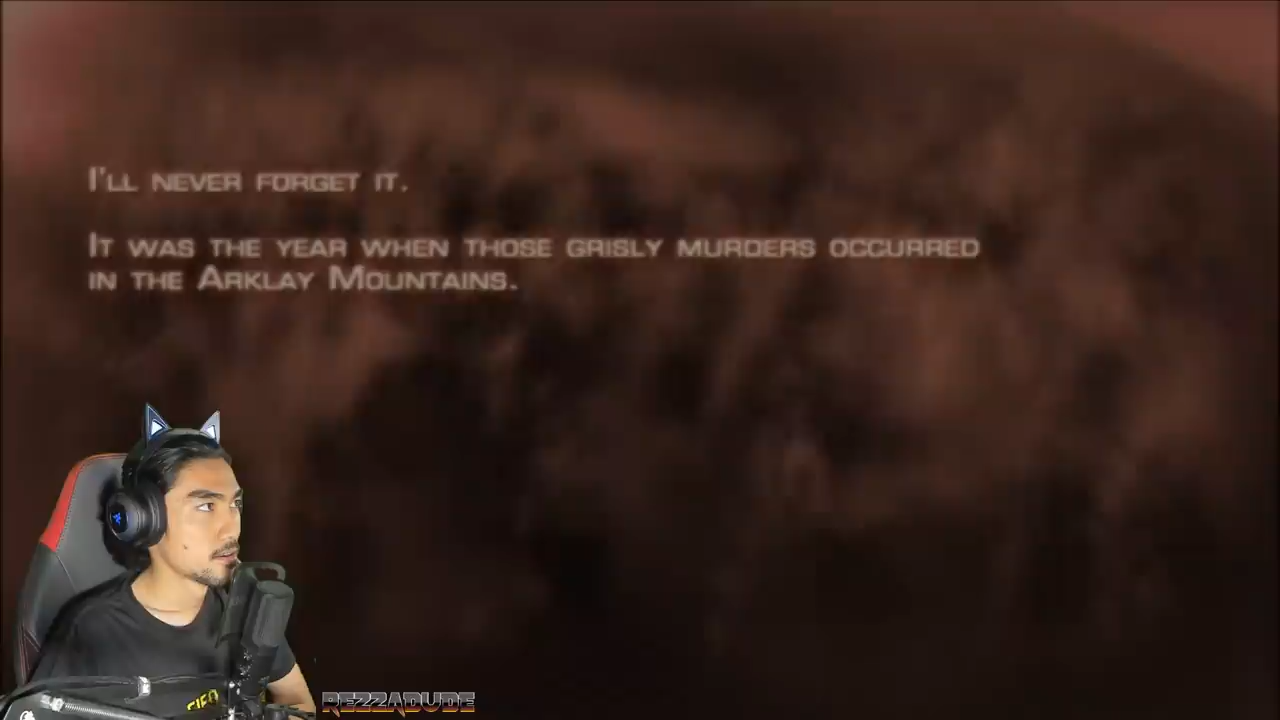 I'LL NEVER FORGET IT.
IT WAS THE YEAR WHEN THOSE GRISLY MURDERS OCCURRED
IN THE ARKLAY MOUNTAINS.
REZZADUDE